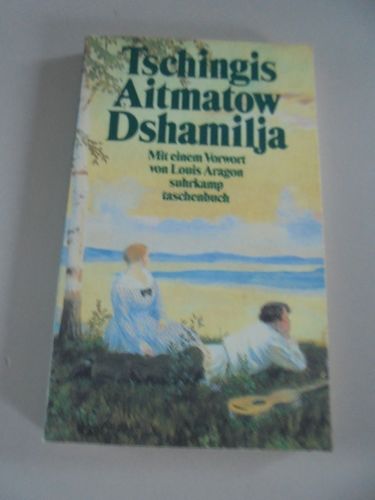 Tschingis
Aitmatow
Dshamilja
Mit einem Vorwort
von Louis Aragon
suhrkamp
taschenbuch